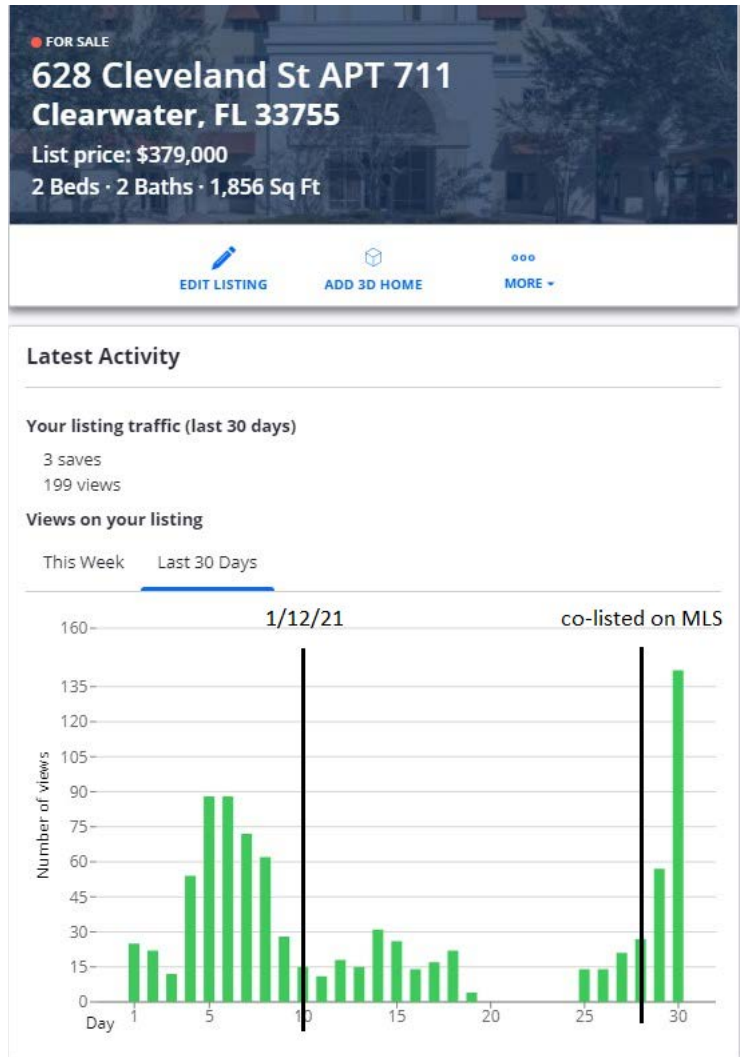 FOR SALE
628 Cleveland St APT 711
Clearwater, FL 33755
List price: $379,000
2 Beds · 2 Baths · 1,856 Sq Ft
EDIT LISTING
ADD 3D HOME
MORE
Latest Activity
Your listing traffic (last 30 days)
3 saves
199 views
Views on your listing
This Week
Last 30 Days
1/12/21
co-listed on MLS
160
135
120
105
90
75
60
45
30
15
0
Number of views
Day
1
5
10
15
20
25
30